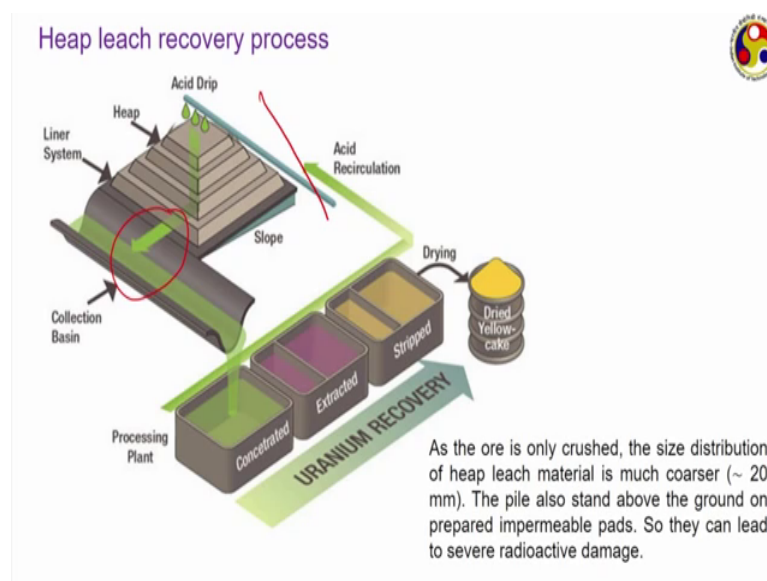 Heap leach recovery process
Acid Drip
Heap
Liner
System
Acid
Recirculation
Slope
Drying
Collection
Basin
Dried
Yellow-
cake
Stripped
Extracted
Concetrated
Processing
Plant
URANIUM RECOVERY
As the ore is only crushed, the size distribution
of heap leach material is much coarser (~ 20
mm). The pile also stand above the ground on
prepared impermeable pads. So they can lead
to severe radioactive damage.